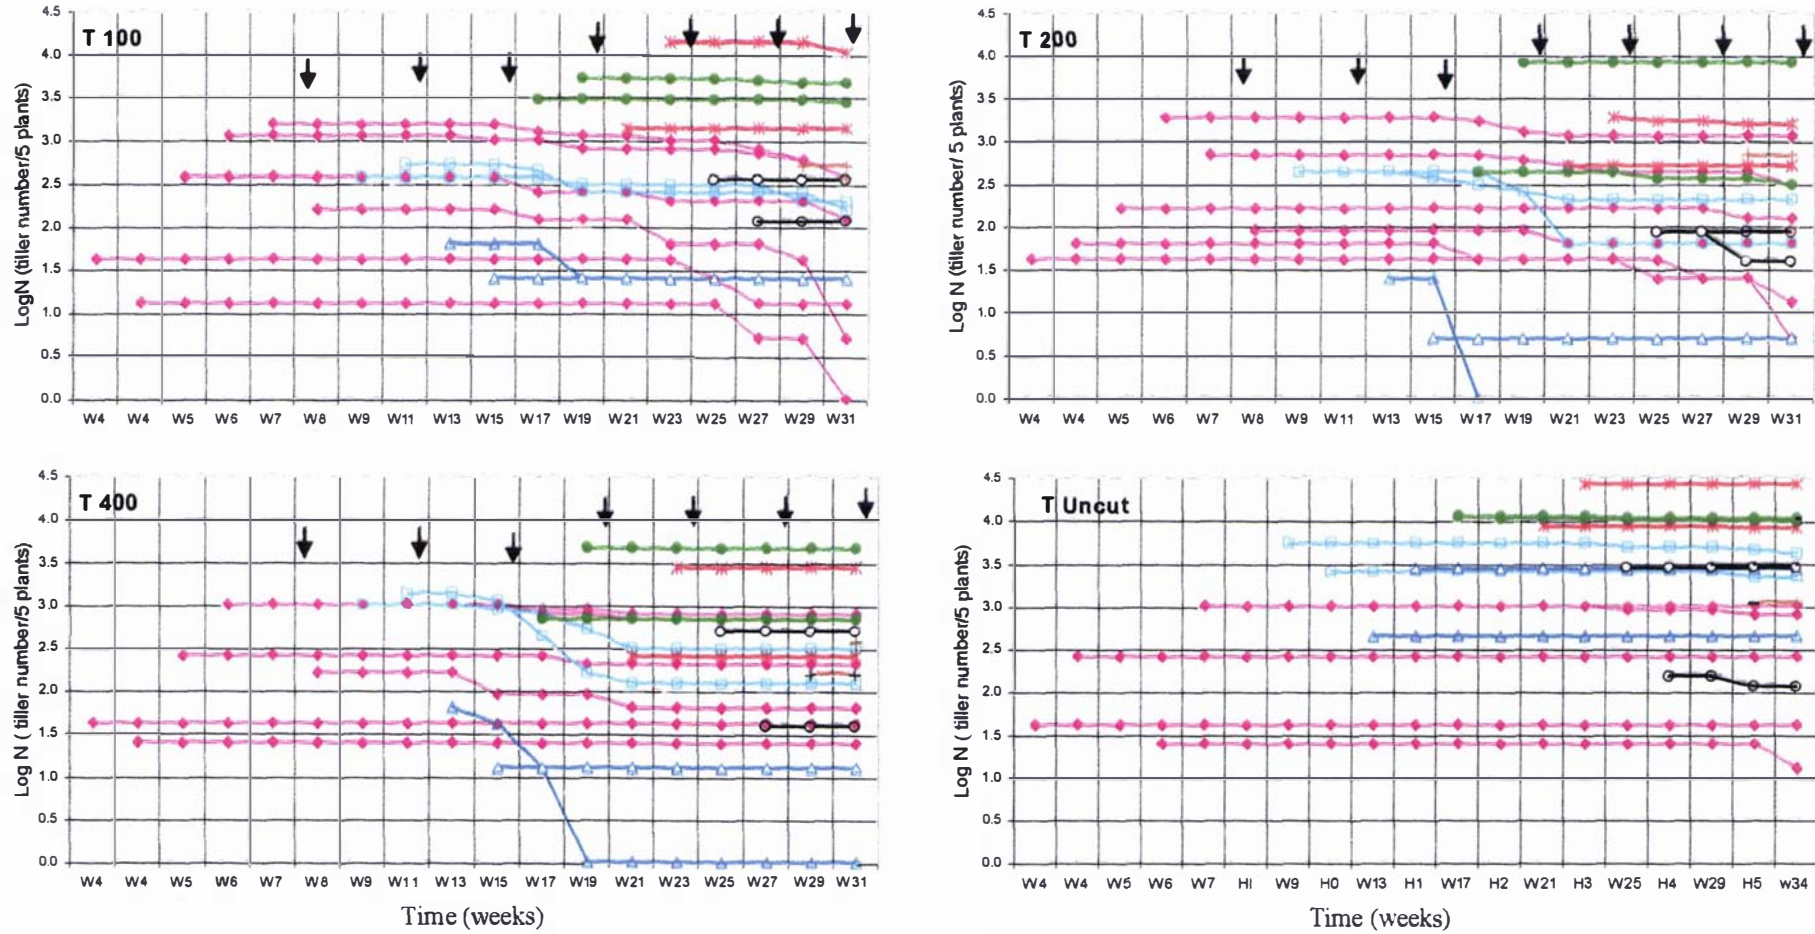 T 100
LogN (tiller number/5 plants)
4.5
4.0
3.5
3.0
2.5
2.0
1.5
1.0
0.5
0.0
W4 W4 W5 W6 W7 W8 W9 W11 W13 W15 W17 W19 W21 W23 W25 W27 W29 W31
T 200
Log N (tiller number/ 5 plants)
4.5
4.0
3.5
3.0
2.5
2.0
1.5
1.0
0.5
0.0
W4 W4 W5 W6 W7 W8 W9 W11 W13 W15 W17 W19 W21 W23 W25 W27 W29 W31
T 400
Log N ( tiller number/5 plants)
4.5
4.0
3.5
3.0
2.5
2.0
1.5
1.0
0.5
0.0
W4 W4 W5 W6 W7 W8 W9 W11 W13 W15 W17 W19 W21 W23 W25 W27 W29 W31
Time (weeks)
T Uncut
Log N ( tiller number/5 plants)
4.5
4.0
3.5
3.0
2.5
2.0
1.5
1.0
0.5
0.0
W4 W4 W5 W6 W7 HI W9 H0 W13 H1 W17 H2 W21 H3 W25 H4 W29 H5 w34
Time (weeks)